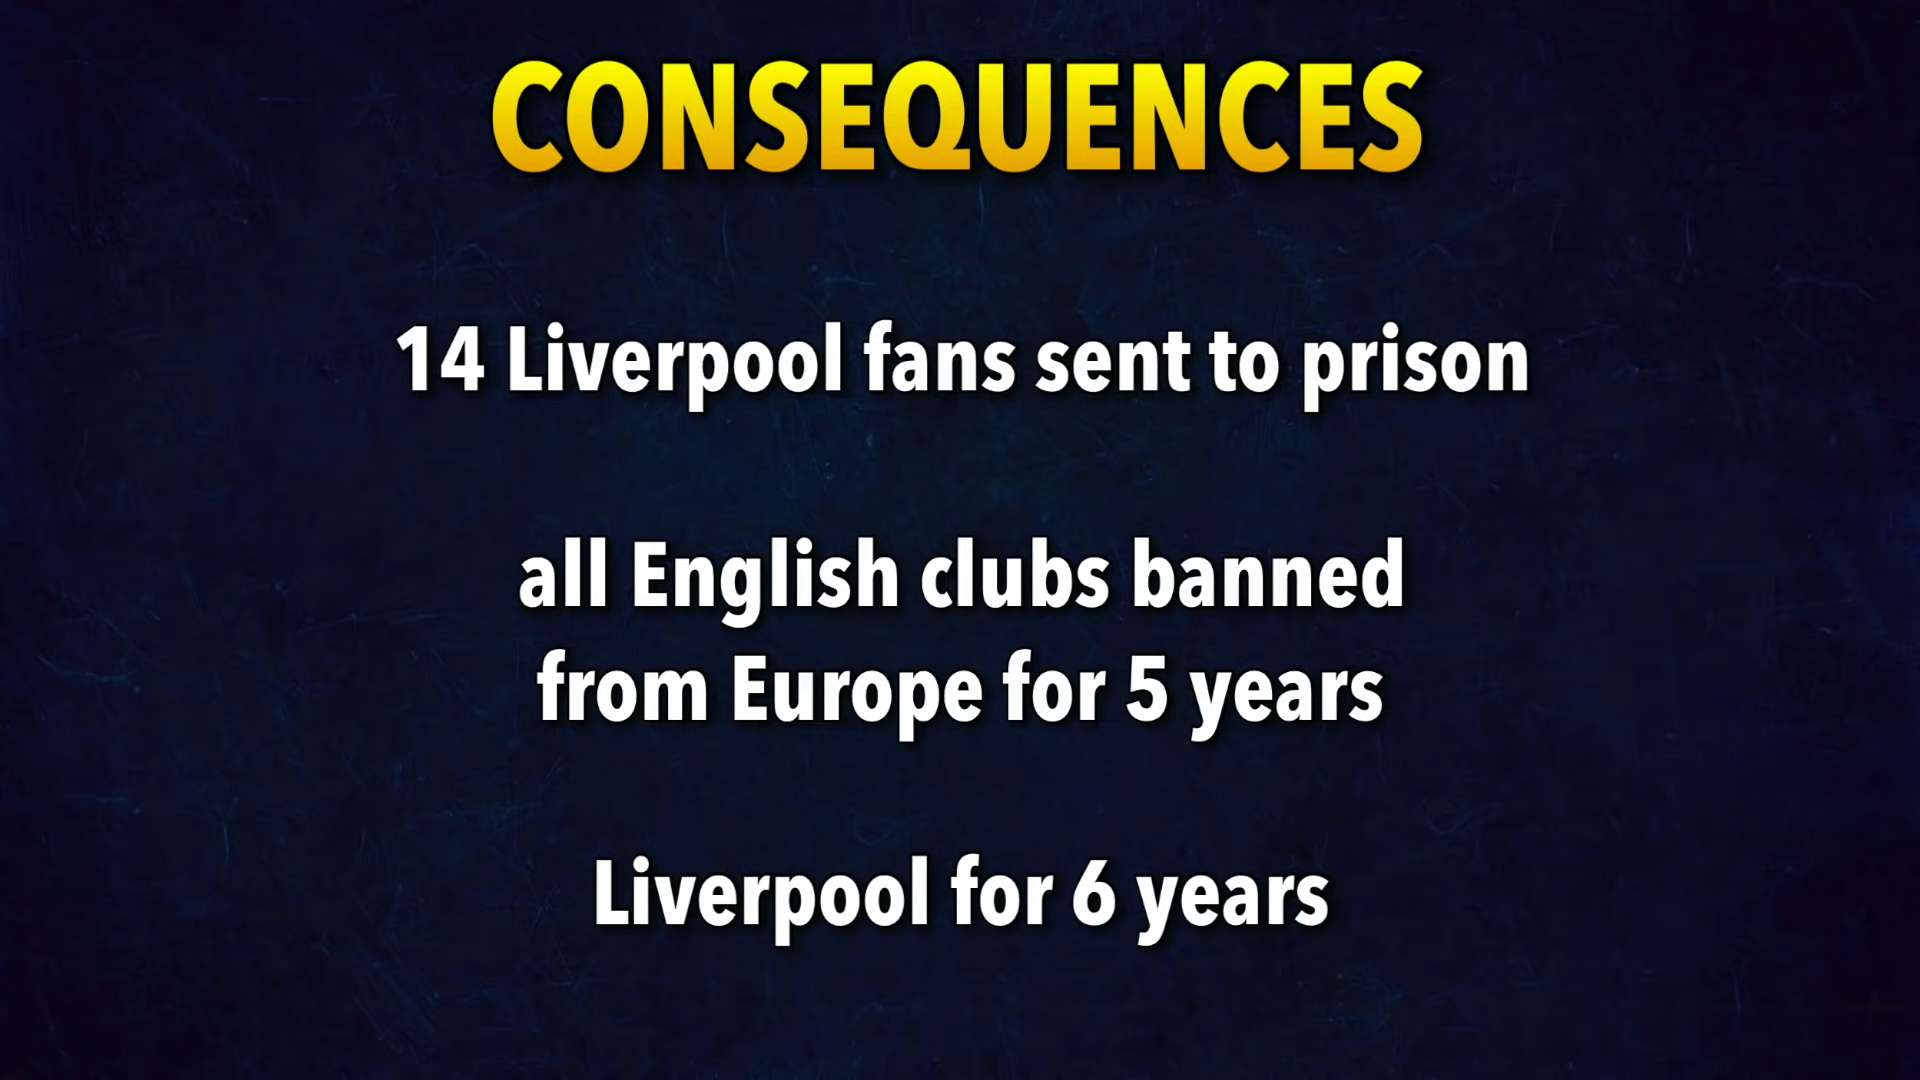 CONSEQUENCES
14 Liverpool fans sent to prison
all English clubs banned
from Europe for 5 years
Liverpool for 6 years